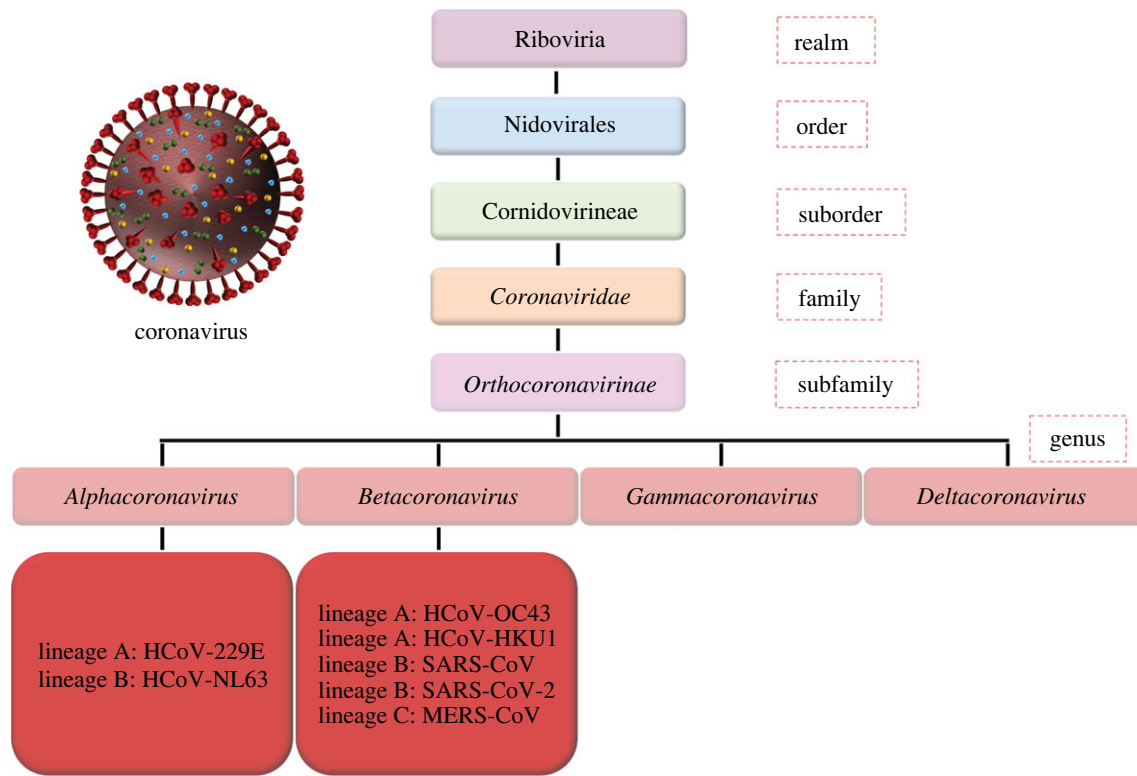 Riboviria
realm
Nidovirales
order
Cornidovirineae
suborder
Coronaviridae
family
coronavirus
Orthocoronavirinae
subfamily
genus
Alphacoronavirus
Betacoronavirus
Gammacoronavirus
Deltacoronavirus
lineage A: HCoV-229E
lineage B: HCoV-NL63
lineage A: HCoV-OC43
lineage A: HCoV-HKU1
lineage B: SARS-CoV
lineage B: SARS-CoV-2
lineage C: MERS-CoV